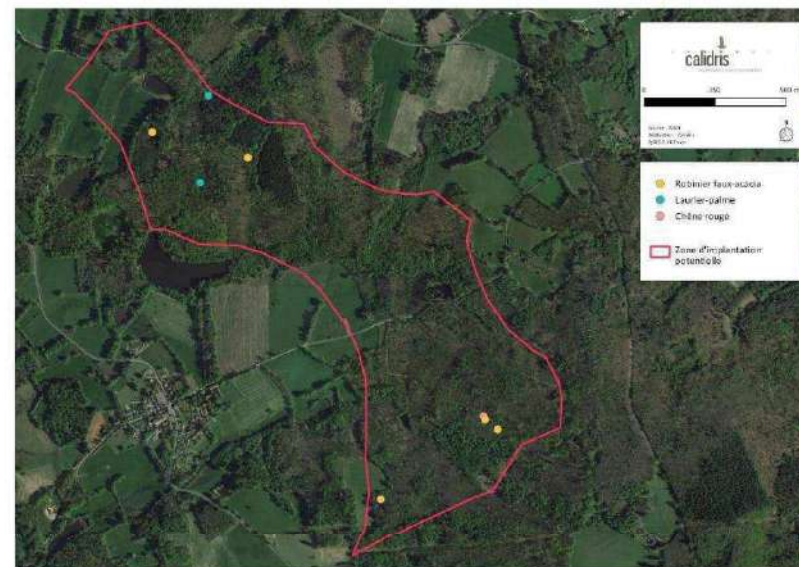 calidris
0
250
500 m
Robinier faux-acacia
Laurier-palme
Chêne rouge
Zone d'implantation
potentielle